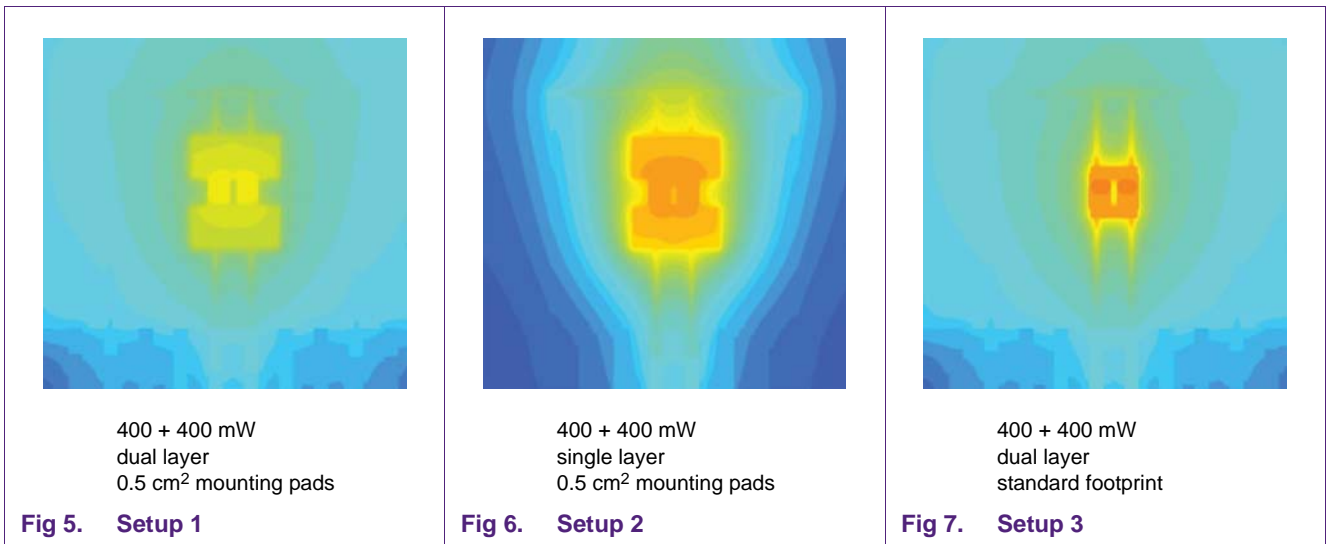 400 + 400 mW
dual layer
0.5 cm2 mounting pads
Fig 5. Setup 1
400 + 400 mW
single layer
0.5 cm2 mounting pads
Fig 6. Setup 2
400 + 400 mW
dual layer
standard footprint
Fig 7. Setup 3